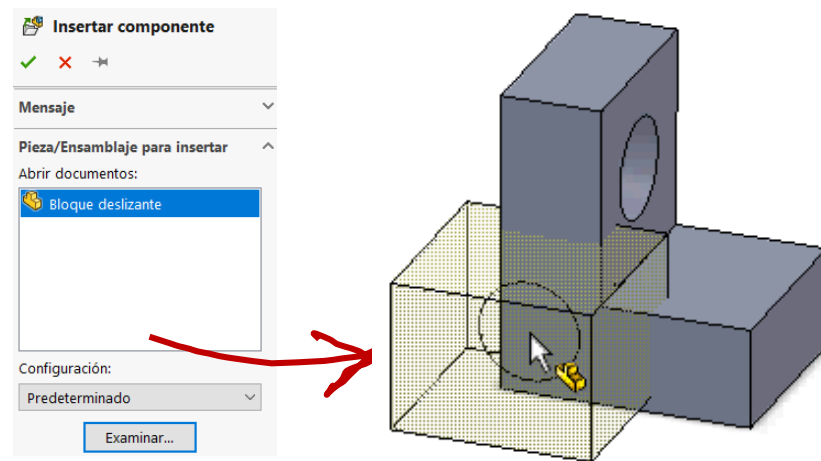 Insertar componente
Mensaje
Pieza/Ensamblaje para insertar
Abrir documentos:
Bloque deslizante
Configuración:
Predeterminado
Examinar...